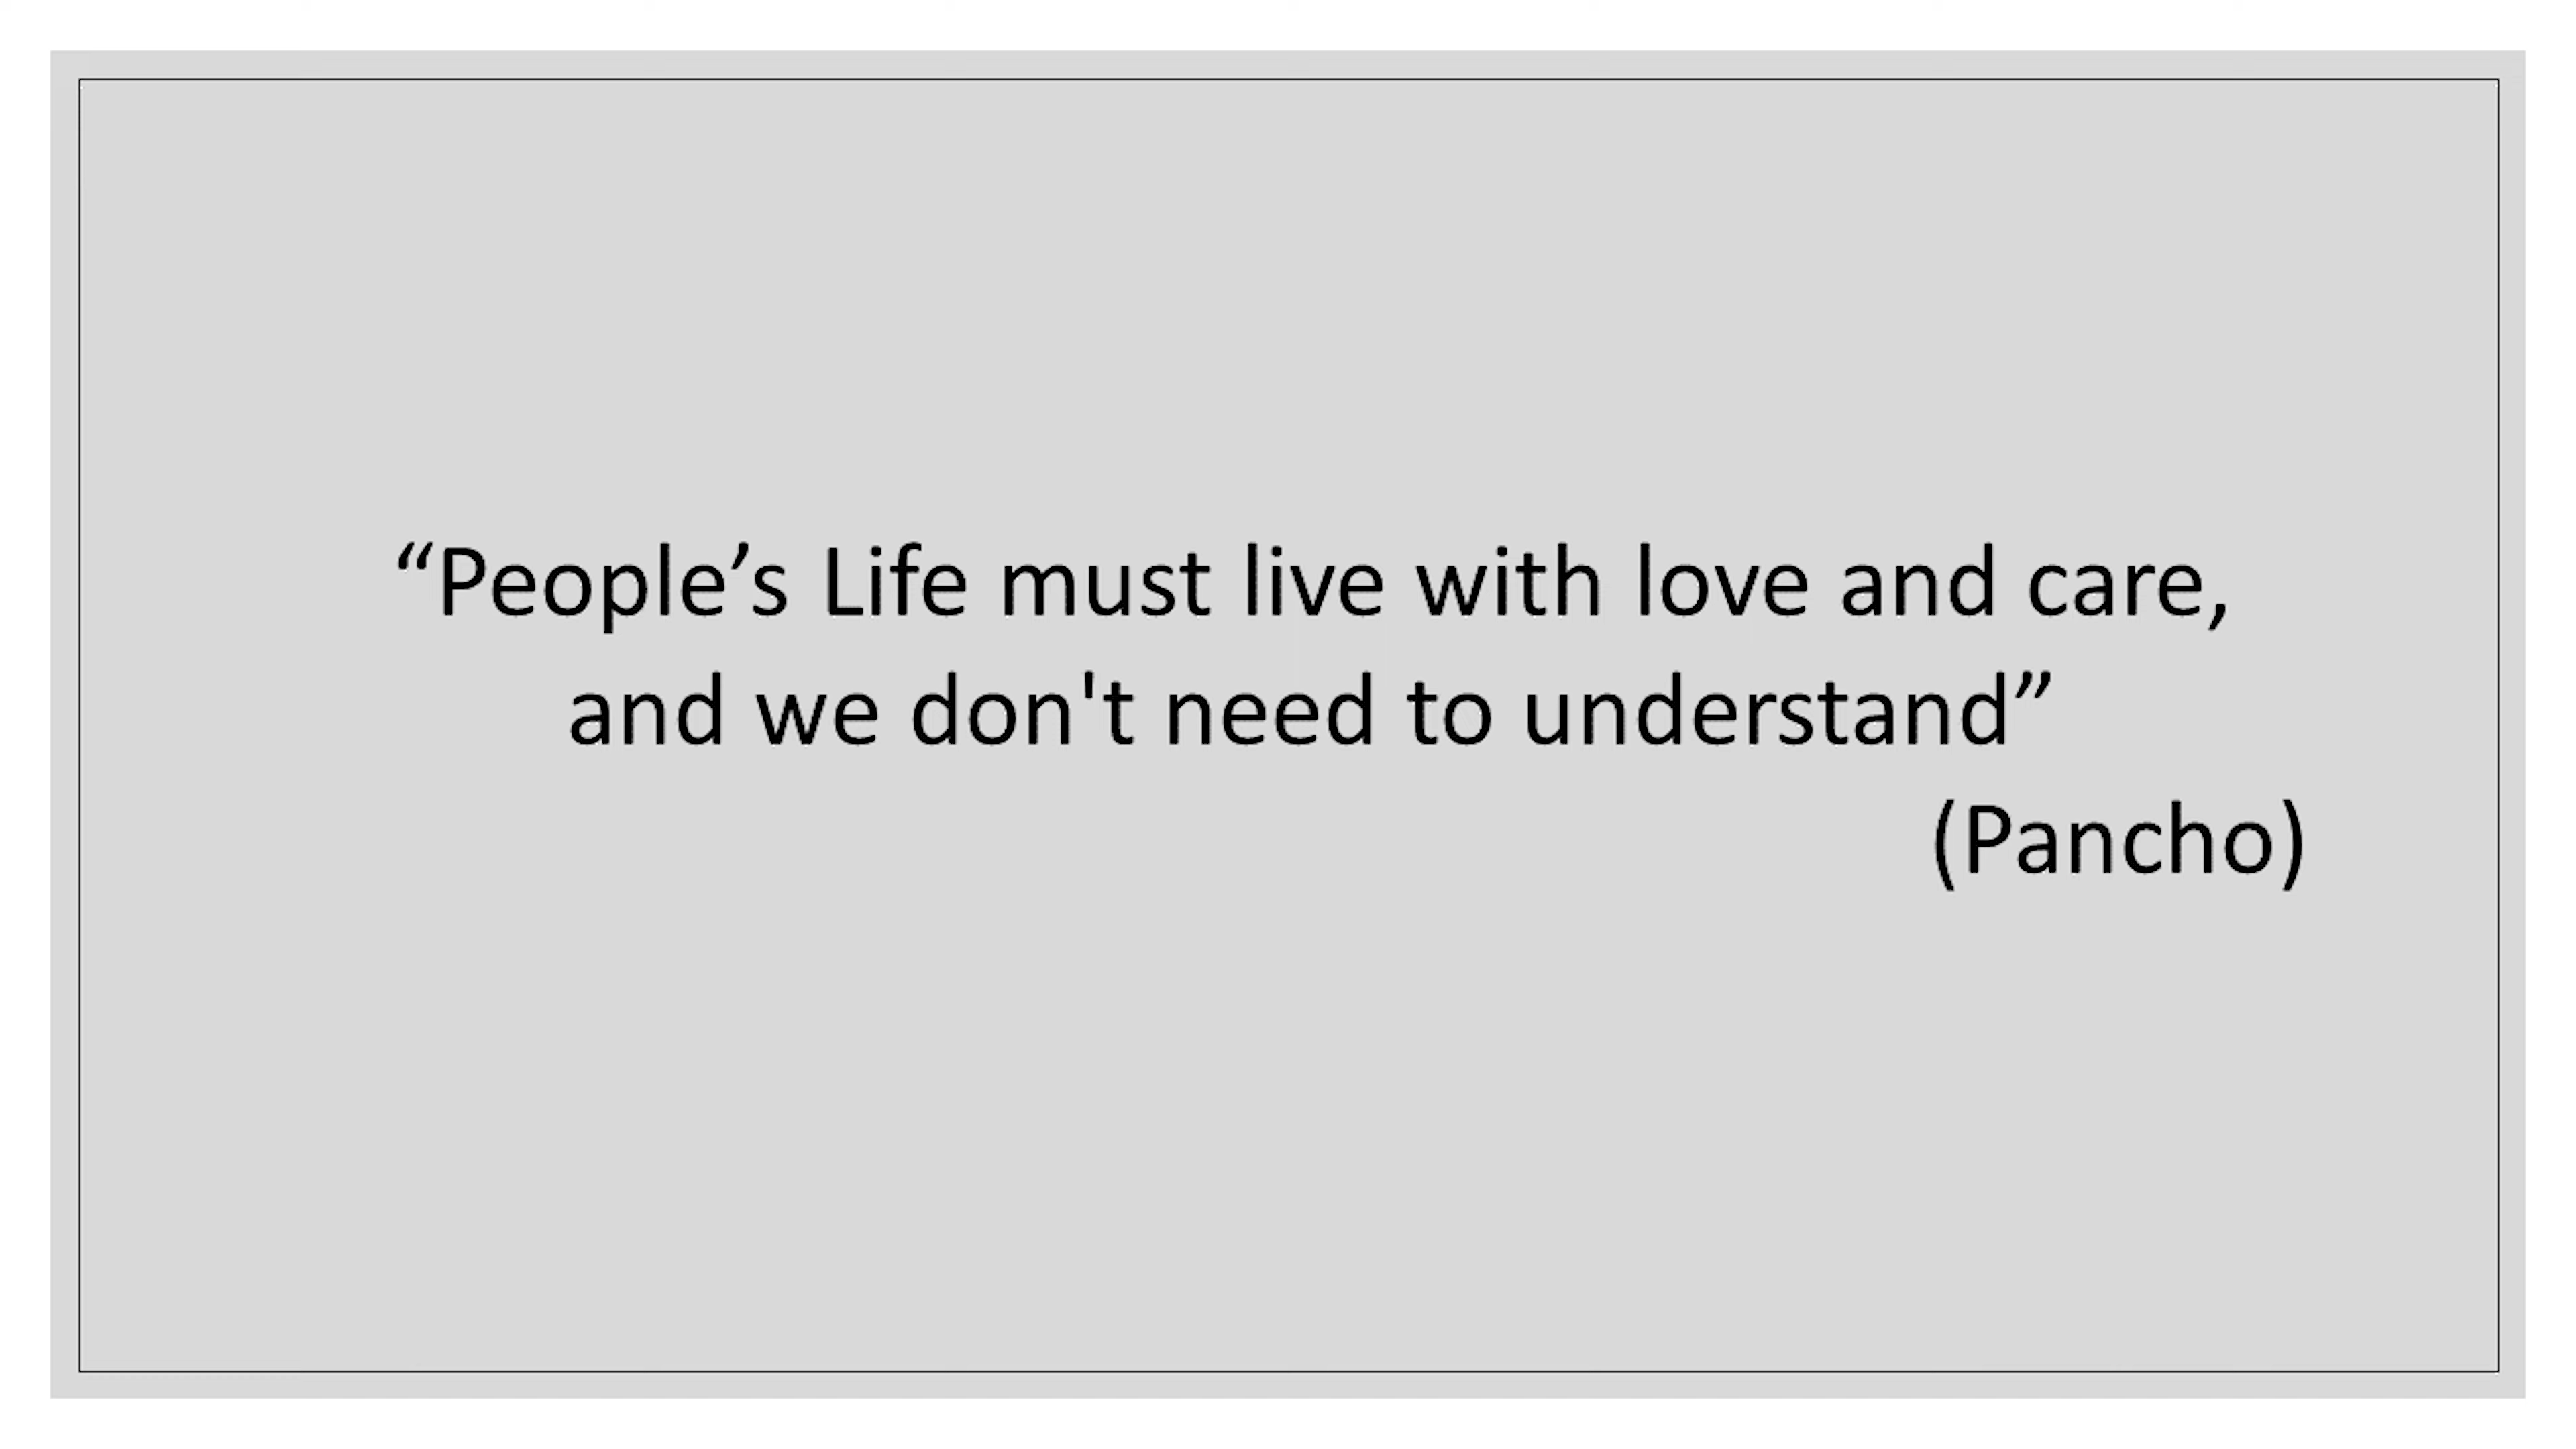 “People’s Life must live with love and care,
and we don't need to understand”
(Pancho)